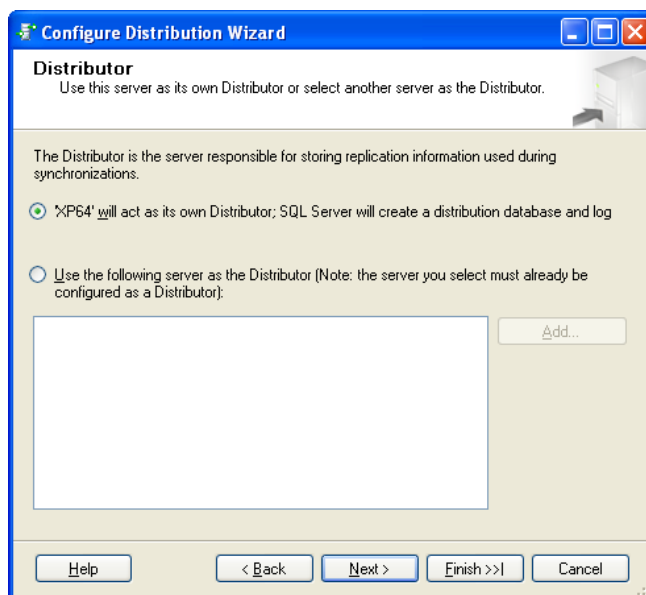 Configure Distribution Wizard
Distributor
Use this server as its own Distributor or select another server as the Distributor.
The Distributor is the server responsible for storing replication information used during
synchronizations.
'XP64' will act as its own Distributor; SQL Server will create a distribution database and log
Use the following server as the Distributor (Note: the server you select must already be
configured as a Distributor):
Add...
Help
< Back
Next >
Finish >>|
Cancel